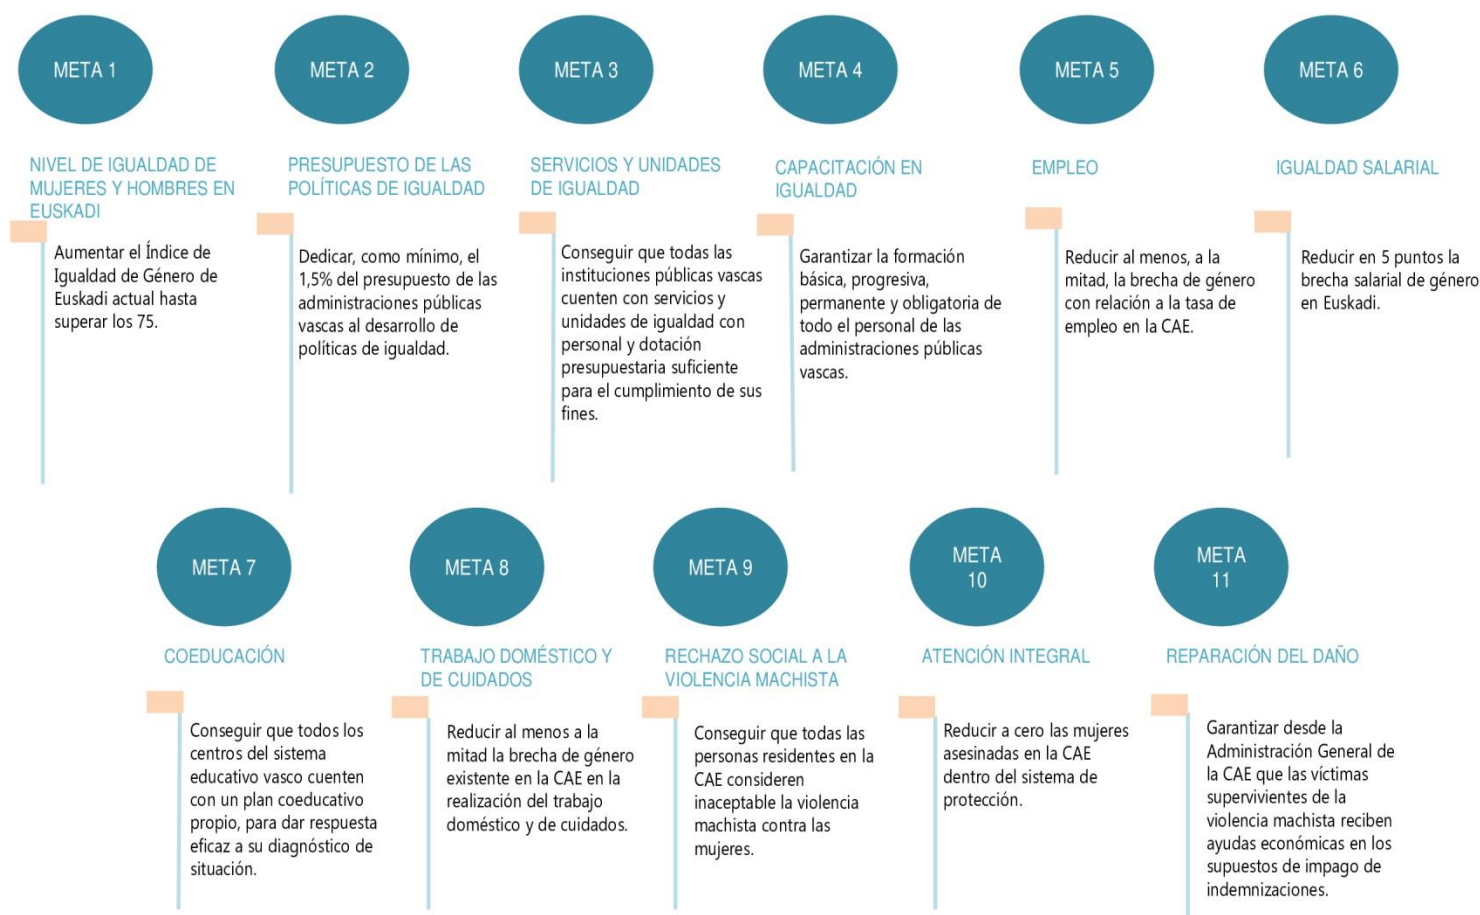 META 1
NIVEL DE IGUALDAD DE
MUJERES Y HOMBRES EN
EUSKADI
Aumentar el Índice de
Igualdad de Género de
Euskadi actual hasta
superar los 75.
META 2
PRESUPUESTO DE LAS
POLÍTICAS DE IGUALDAD
Dedicar, como mínimo, el
1,5% del presupuesto de las
administraciones públicas
vascas al desarrollo de
políticas de igualdad.
META 3
SERVICIOS Y UNIDADES
DE IGUALDAD
Conseguir que todas las
instituciones públicas vascas
cuenten con servicios y
unidades de igualdad con
personal y dotación
presupuestaria suficiente
para el cumplimiento de sus
fines.
META 4
CAPACITACIÓN EN
IGUALDAD
Garantizar la formación
básica, progresiva,
permanente y obligatoria de
todo el personal de las
administraciones públicas
vascas.
META 5
EMPLEO
Reducir al menos, a la
mitad, la brecha de género
con relación a la tasa de
empleo en la CAE.
META 6
IGUALDAD SALARIAL
Reducir en 5 puntos la
brecha salarial de género
en Euskadi.
META 7
COEDUCACIÓN
Conseguir que todos los
centros del sistema
educativo vasco cuenten
con un plan coeducativo
propio, para dar respuesta
eficaz a su diagnóstico de
situación.
META 8
TRABAJO DOMÉSTICO Y
DE CUIDADOS
Reducir al menos a la
mitad la brecha de género
existente en la CAE en la
realización del trabajo
doméstico y de cuidados.
META 9
RECHAZO SOCIAL A LA
VIOLENCIA MACHISTA
Conseguir que todas las
personas residentes en la
CAE consideren
inaceptable la violencia
machista contra las
mujeres.
META
10
ATENCIÓN INTEGRAL
Reducir a cero las mujeres
asesinadas en la CAE
dentro del sistema de
protección.
META
11
REPARACIÓN DEL DAÑO
Garantizar desde la
Administración General de
la CAE que las víctimas
supervivientes de la
violencia machista reciben
ayudas económicas en los
supuestos de impago de
indemnizaciones.